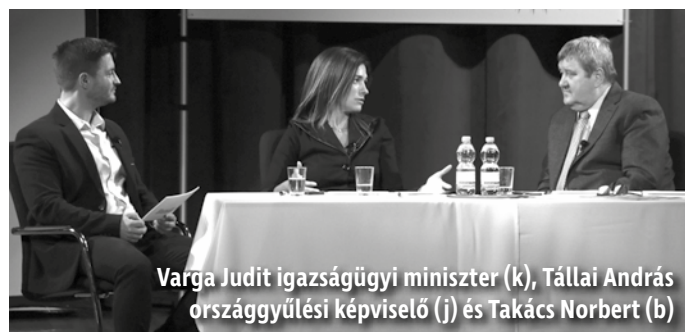 Varga Judit igazságügyi miniszter (k), Tállai András
országgyűlési képviselő (j) és Takács Norbert (b)